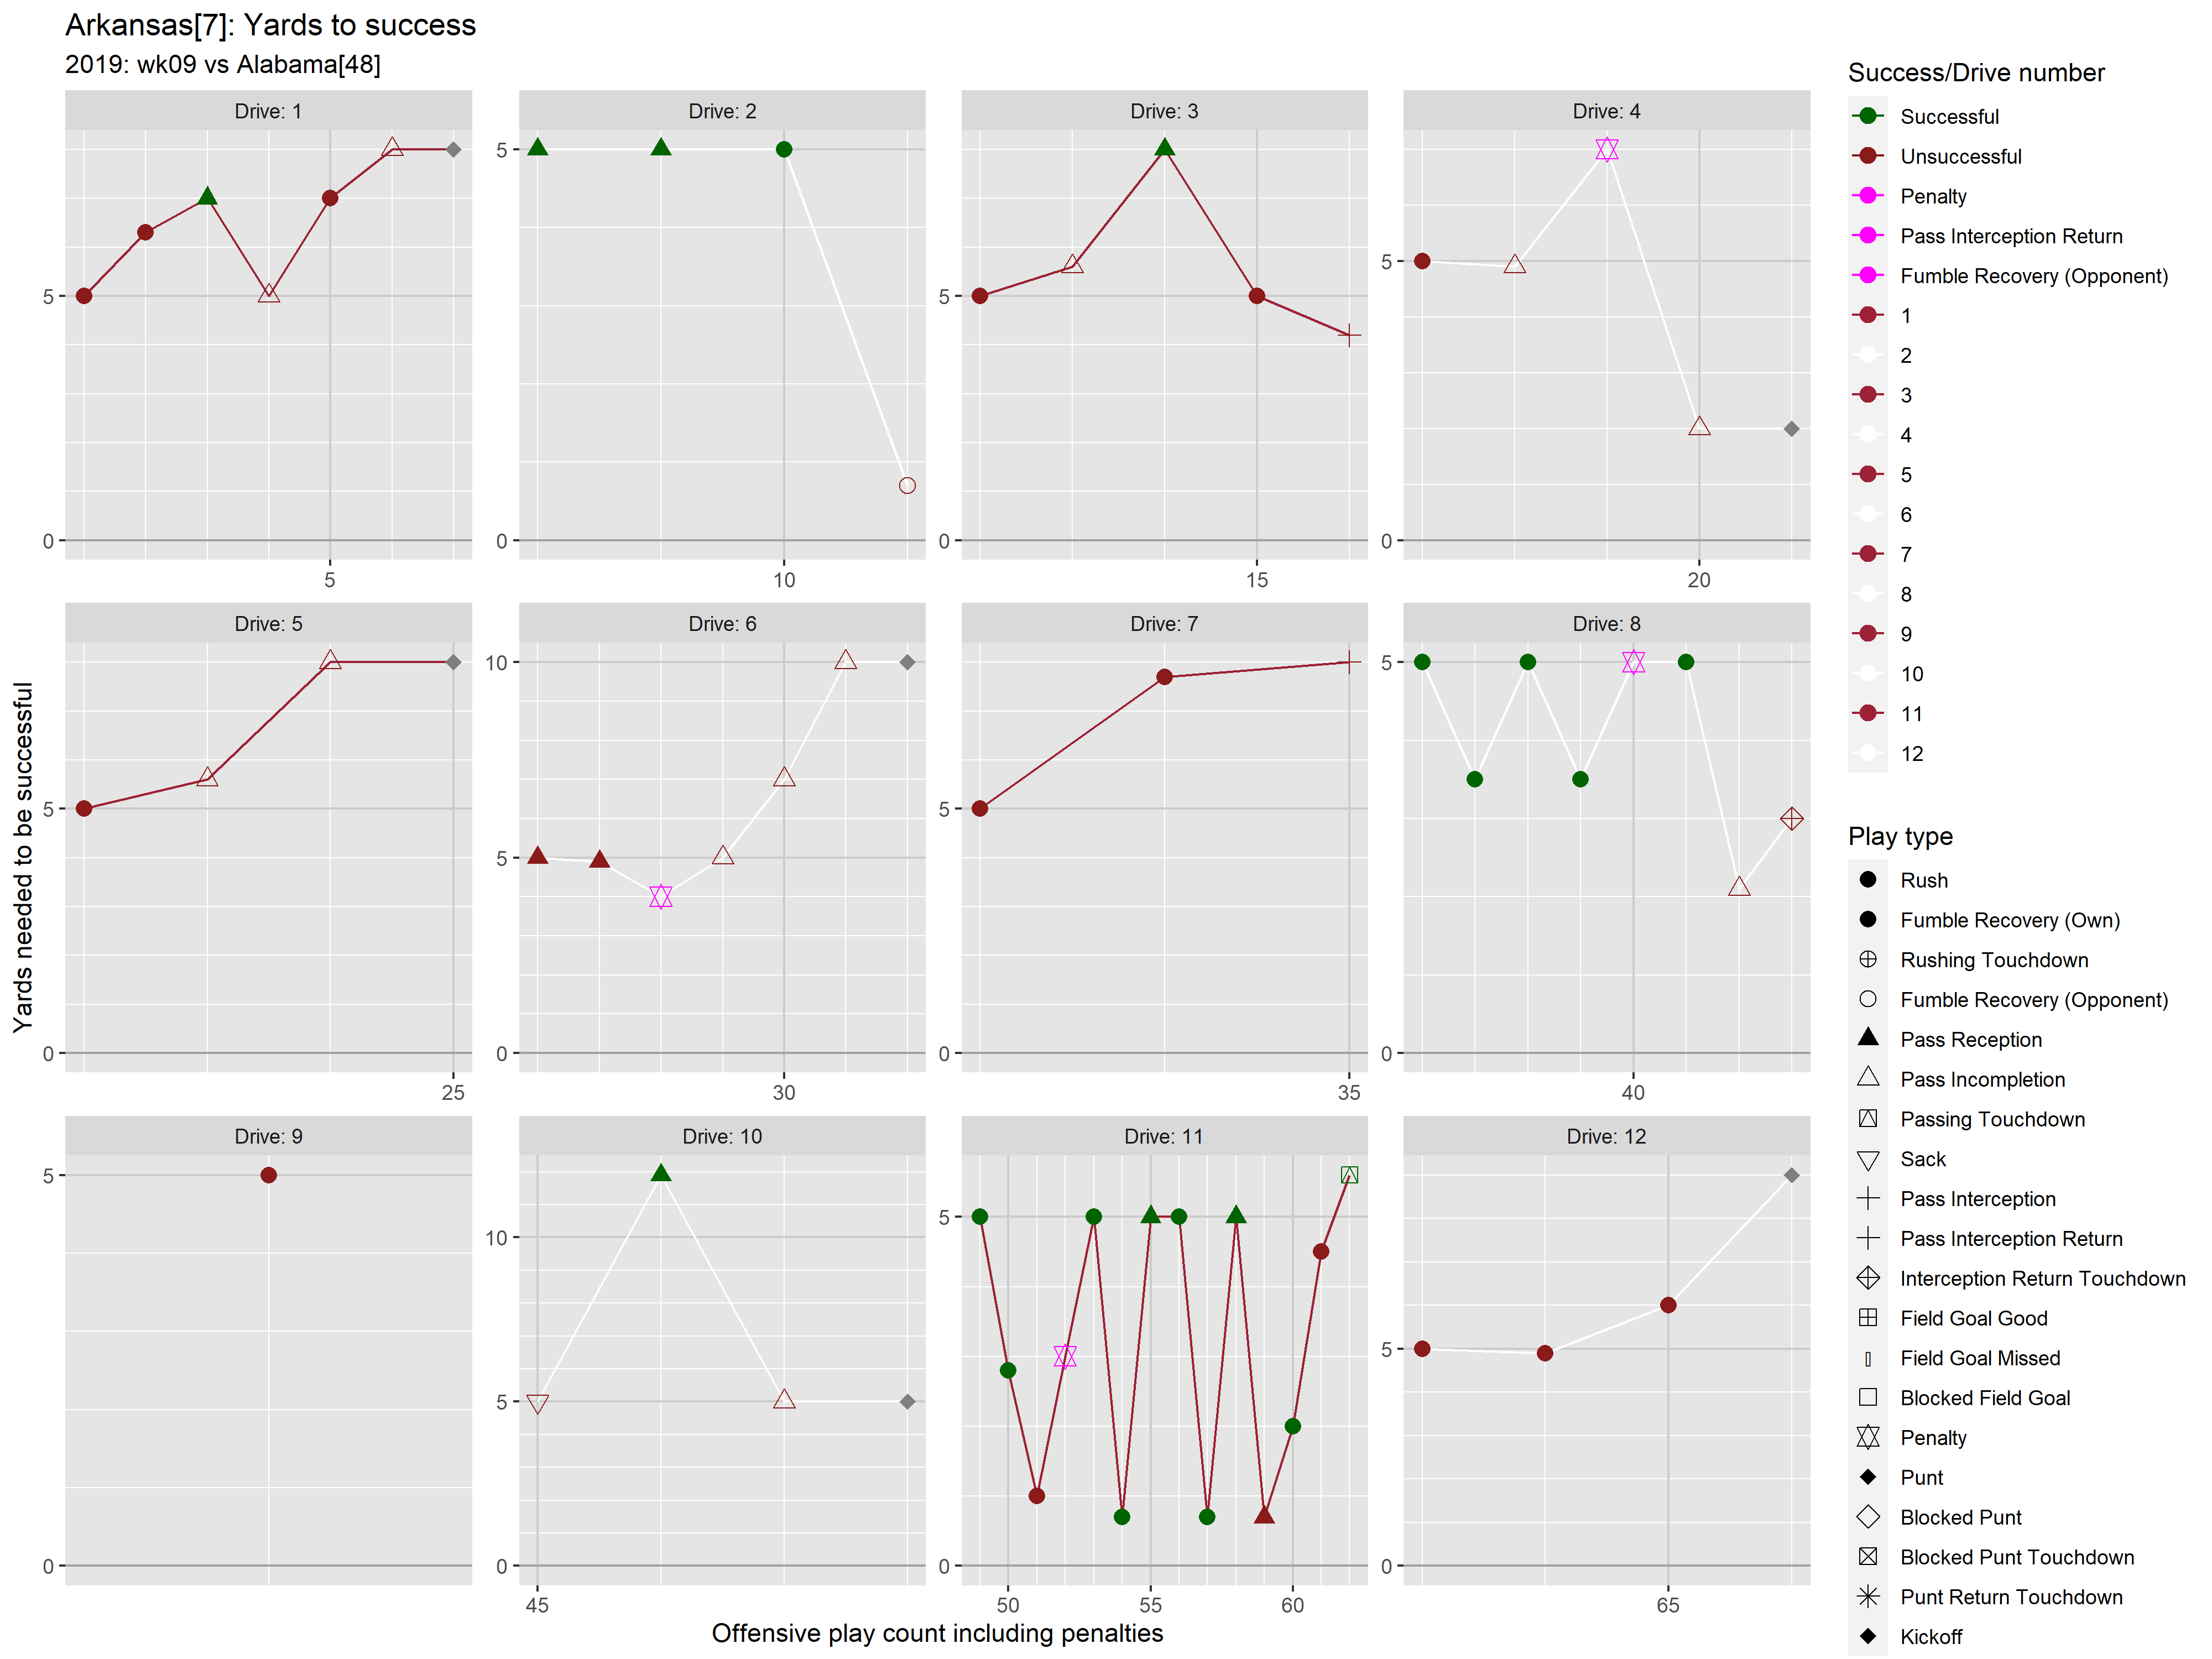 Arkansas[7]: Yards to success
2019: wk09 vs Alabama[48]
Drive: 1
Drive: 2
Drive: 3
Drive: 4
5
0
5
5
0
10
5
0
15
5
0
20
Drive: 5
Drive: 6
Drive: 7
Drive: 8
5
0
25
10
5
0
30
5
0
35
5
0
40
Drive: 9
Drive: 10
Drive: 11
Drive: 12
5
0
10
5
0
45
5
0
50
55
60
5
0
65
Yards needed to be successful
Offensive play count including penalties
Success/Drive number
Successful
Unsuccessful
Penalty
Pass Interception Return
Fumble Recovery (Opponent)
1
2
3
4
5
6
7
8
9
10
11
12
Play type
Rush
Fumble Recovery (Own)
Rushing Touchdown
Fumble Recovery (Opponent)
Pass Reception
Pass Incompletion
Passing Touchdown
Sack
Pass Interception
Pass Interception Return
Interception Return Touchdown
Field Goal Good
Field Goal Missed
Blocked Field Goal
Penalty
Punt
Blocked Punt
Blocked Punt Touchdown
Punt Return Touchdown
Kickoff